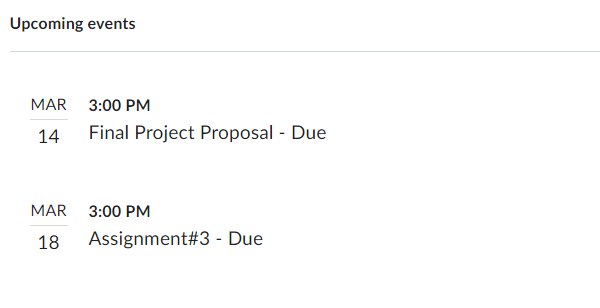 Upcoming events
MAR
14
3:00 PM
Final Project Proposal - Due
MAR
18
3:00 PM
Assignment#3 - Due